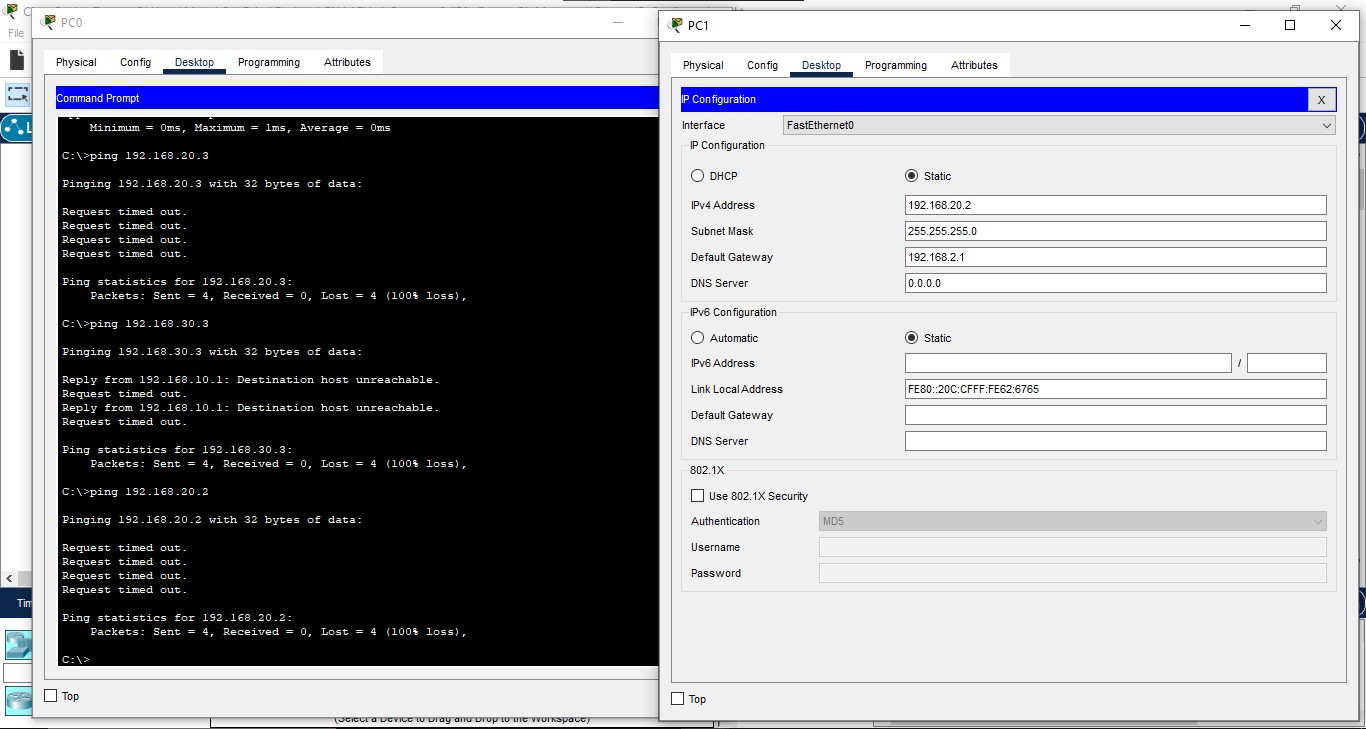 PC0
File
Physical Config Desktop Programming Attributes
Command Prompt
Minimum = 0ms, Maximum = 1ms, Average = 0ms
C:\>ping 192.168.20.3
Pinging 192.168.20.3 with 32 bytes of data:
Request timed out.
Request timed out.
Request timed out.
Request timed out.
Ping statistics for 192.168.20.3:
Packets: Sent = 4, Received = 0, Lost = 4 (100% loss),
C:\>ping 192.168.30.3
Pinging 192.168.30.3 with 32 bytes of data:
Reply from 192.168.10.1: Destination host unreachable.
Request timed out.
Reply from 192.168.10.1: Destination host unreachable.
Request timed out.
Ping statistics for 192.168.30.3:
Packets: Sent = 4, Received = 0, Lost = 4 (100% loss),
C:\>ping 192.168.20.2
Pinging 192.168.20.2 with 32 bytes of data:
Request timed out.
Request timed out.
Request timed out.
Request timed out.
Ping statistics for 192.168.20.2:
Packets: Sent = 4, Received = 0, Lost = 4 (100% loss),
C:\>
Top
(Select a Device to Drag and Drop to the Workspace)
PC1
Physical Config Desktop Programming Attributes
IP Configuration X
Interface FastEthernet0
IP Configuration
DHCP Static
IPv4 Address 192.168.20.2
Subnet Mask 255.255.255.0
Default Gateway 192.168.2.1
DNS Server 0.0.0.0
IPv6 Configuration
Automatic Static
IPv6 Address /
Link Local Address FE80::20C:CFFF:FE62:6765
Default Gateway
DNS Server
802.1X
Use 802.1X Security
Authentication MD5
Username
Password
Top